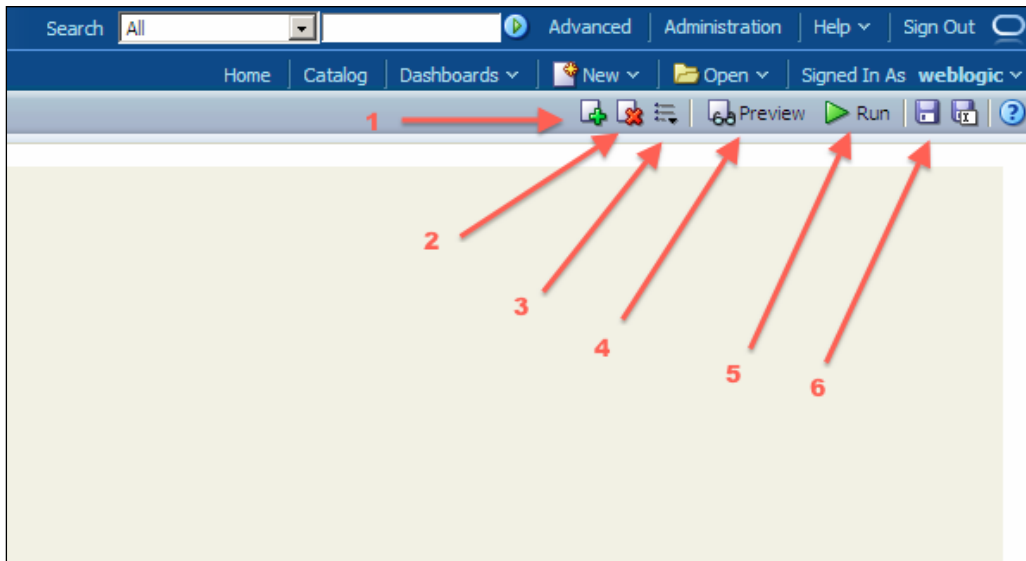 Search All Advanced Administration Help Sign Out
Home Catalog Dashboards New Open Signed In As weblogic
Preview Run
1
2
3
4
5
6